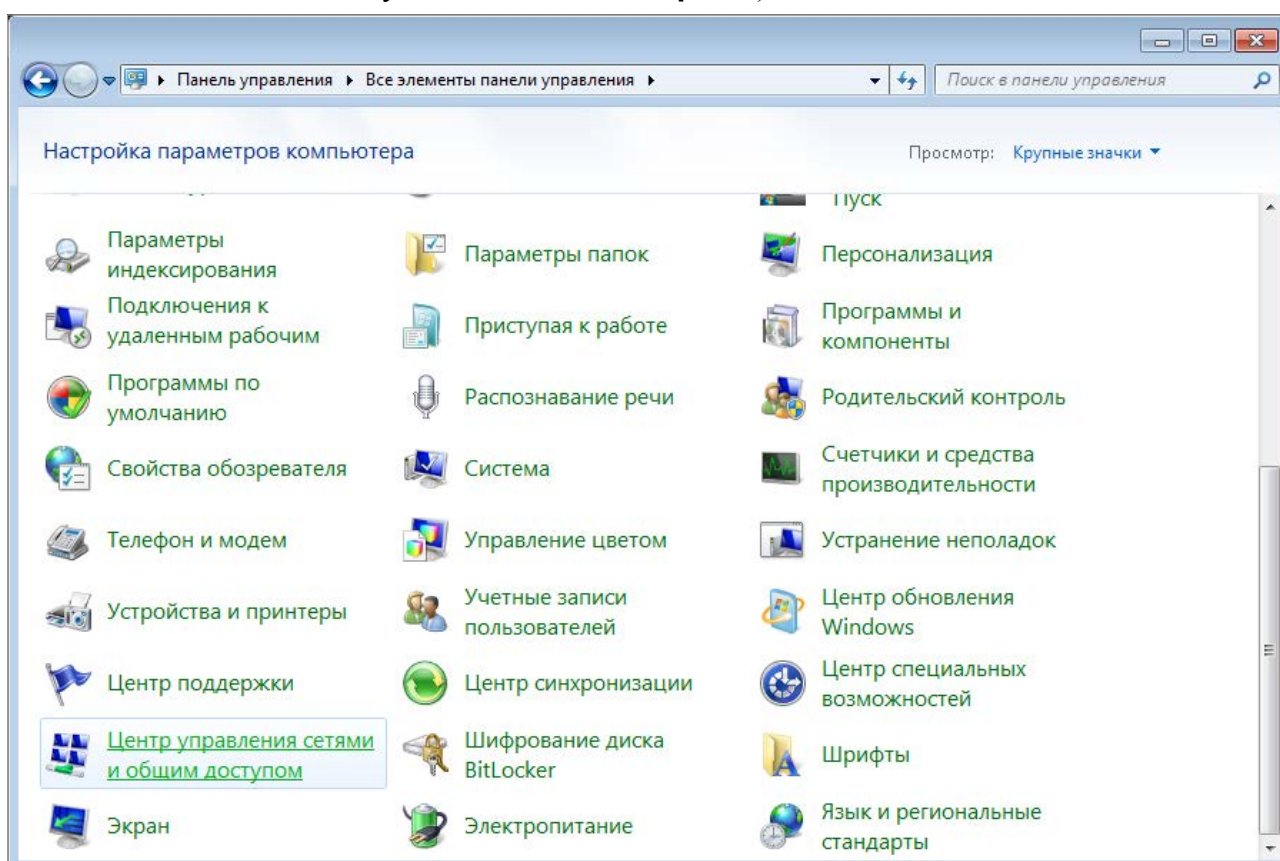 Панель управления ▸ Все элементы панели управления ▸
Поиск в панели управления
Настройка параметров компьютера
Просмотр: Крупные значки
Пуск
Параметры
индексирования
Параметры папок
Персонализация
Подключения к
удаленным рабочим
Приступая к работе
Программы и
компоненты
Программы по
умолчанию
Распознавание речи
Родительский контроль
Свойства обозревателя
Система
Счетчики и средства
производительности
Телефон и модем
Управление цветом
Устранение неполадок
Устройства и принтеры
Учетные записи
пользователей
Центр обновления
Windows
Центр поддержки
Центр синхронизации
Центр специальных
возможностей
Центр управления сетями
и общим доступом
Шифрование диска
BitLocker
Шрифты
Экран
Электропитание
Язык и региональные
стандарты